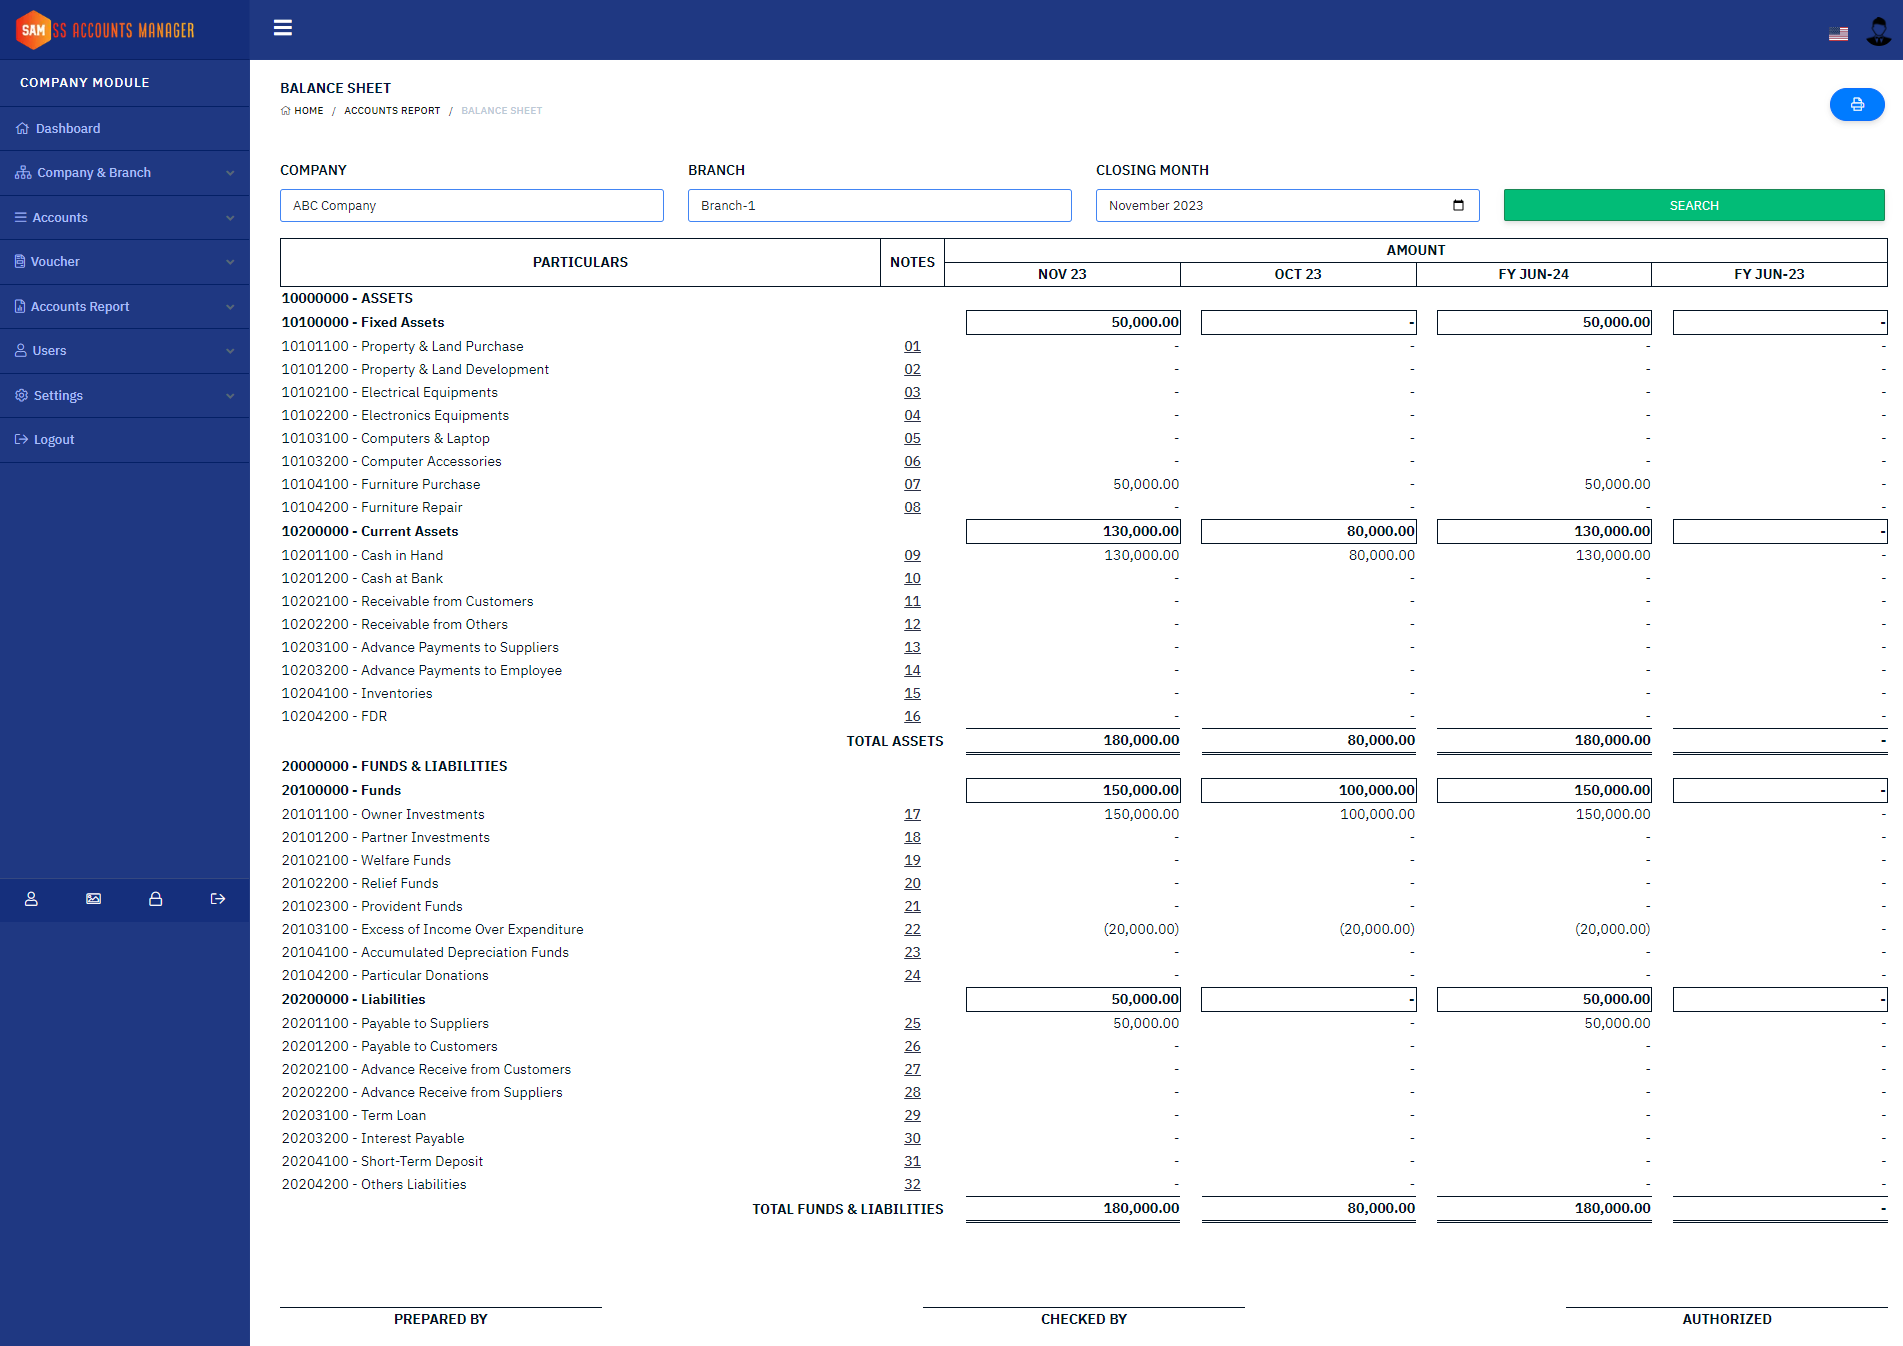 SAM SS ACCOUNTS MANAGER
COMPANY MODULE
Dashboard
Company & Branch
Accounts
Voucher
Accounts Report
Users
Settings
Logout
BALANCE SHEET
HOME / ACCOUNTS REPORT / BALANCE SHEET
COMPANY BRANCH CLOSING MONTH
ABC Company Branch-1 November 2023 SEARCH
PARTICULARS NOTES AMOUNT
NOV 23 OCT 23 FY JUN-24 FY JUN-23
10000000 - ASSETS
10100000 - Fixed Assets 50,000.00 - 50,000.00 -
10101100 - Property & Land Purchase 01 - - - -
10101200 - Property & Land Development 02 - - - -
10102100 - Electrical Equipments 03 - - - -
10102200 - Electronics Equipments 04 - - - -
10103100 - Computers & Laptop 05 - - - -
10103200 - Computer Accessories 06 - - - -
10104100 - Furniture Purchase 07 50,000.00 - 50,000.00 -
10104200 - Furniture Repair 08 - - - -
10200000 - Current Assets 130,000.00 80,000.00 130,000.00 -
10201100 - Cash in Hand 09 130,000.00 80,000.00 130,000.00 -
10201200 - Cash at Bank 10 - - - -
10202100 - Receivable from Customers 11 - - - -
10202200 - Receivable from Others 12 - - - -
10203100 - Advance Payments to Suppliers 13 - - - -
10203200 - Advance Payments to Employee 14 - - - -
10204100 - Inventories 15 - - - -
10204200 - FDR 16 - - - -
TOTAL ASSETS 180,000.00 80,000.00 180,000.00 -
20000000 - FUNDS & LIABILITIES
20100000 - Funds 150,000.00 100,000.00 150,000.00 -
20101100 - Owner Investments 17 150,000.00 100,000.00 150,000.00 -
20101200 - Partner Investments 18 - - - -
20102100 - Welfare Funds 19 - - - -
20102200 - Relief Funds 20 - - - -
20102300 - Provident Funds 21 - - - -
20103100 - Excess of Income Over Expenditure 22 (20,000.00) (20,000.00) (20,000.00) -
20104100 - Accumulated Depreciation Funds 23 - - - -
20104200 - Particular Donations 24 - - - -
20200000 - Liabilities 50,000.00 - 50,000.00 -
20201100 - Payable to Suppliers 25 50,000.00 - 50,000.00 -
20201200 - Payable to Customers 26 - - - -
20202100 - Advance Receive from Customers 27 - - - -
20202200 - Advance Receive from Suppliers 28 - - - -
20203100 - Term Loan 29 - - - -
20203200 - Interest Payable 30 - - - -
20204100 - Short-Term Deposit 31 - - - -
20204200 - Others Liabilities 32 - - - -
TOTAL FUNDS & LIABILITIES 180,000.00 80,000.00 180,000.00 -
PREPARED BY CHECKED BY AUTHORIZED